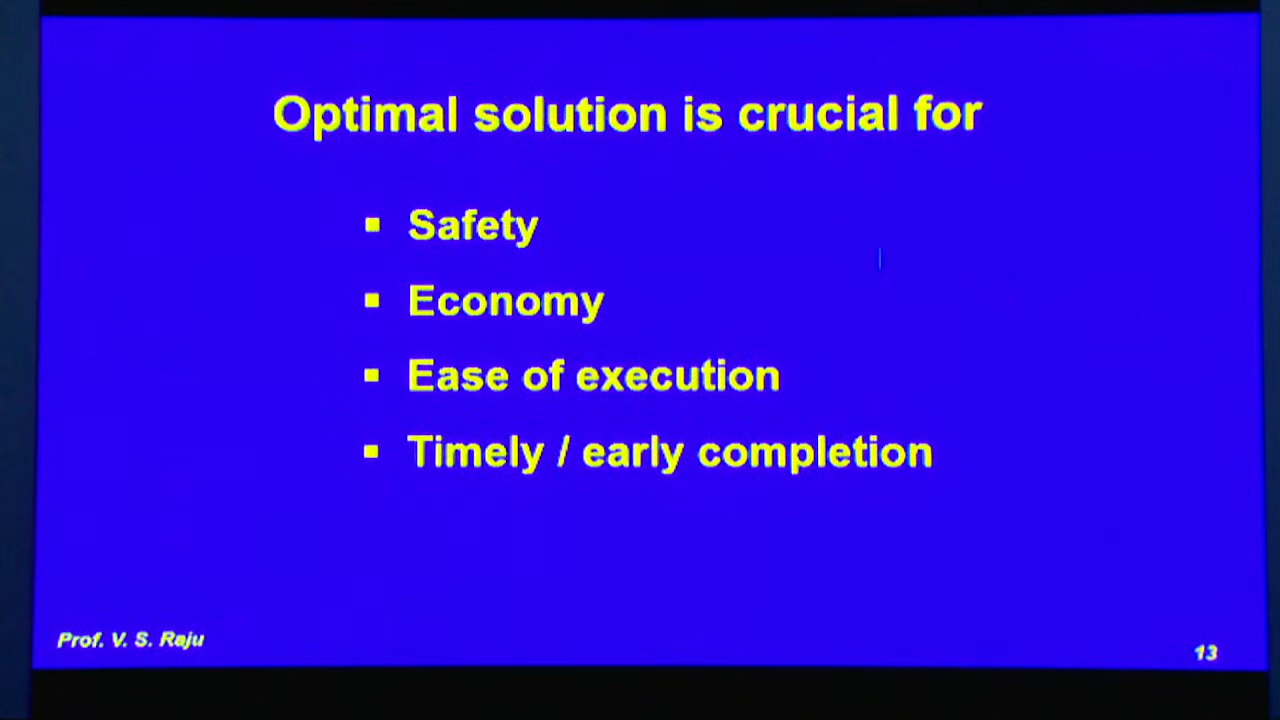 Optimal solution is crucial for
▪ Safety
▪ Economy
▪ Ease of execution
▪ Timely / early completion
Prof. V. S. Raju
13